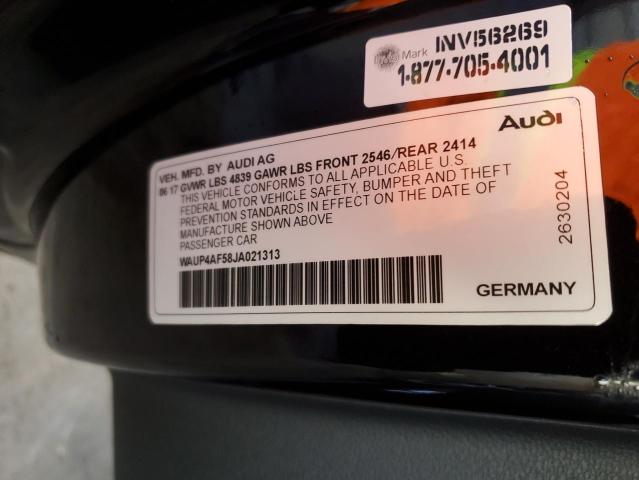 INV56269
Mark
1-877-705-4001
Audi
VEH. MFD. BY AUDI AG
06 17 GVWR LBS 4839 GAWR LBS FRONT 2546/REAR 2414
THIS VEHICLE CONFORMS TO ALL APPLICABLE U.S.
FEDERAL MOTOR VEHICLE SAFETY, BUMPER AND THEFT
PREVENTION STANDARDS IN EFFECT ON THE DATE OF
MANUFACTURE SHOWN ABOVE
PASSENGER CAR
WAUP4AF58JA021313
2630204
GERMANY